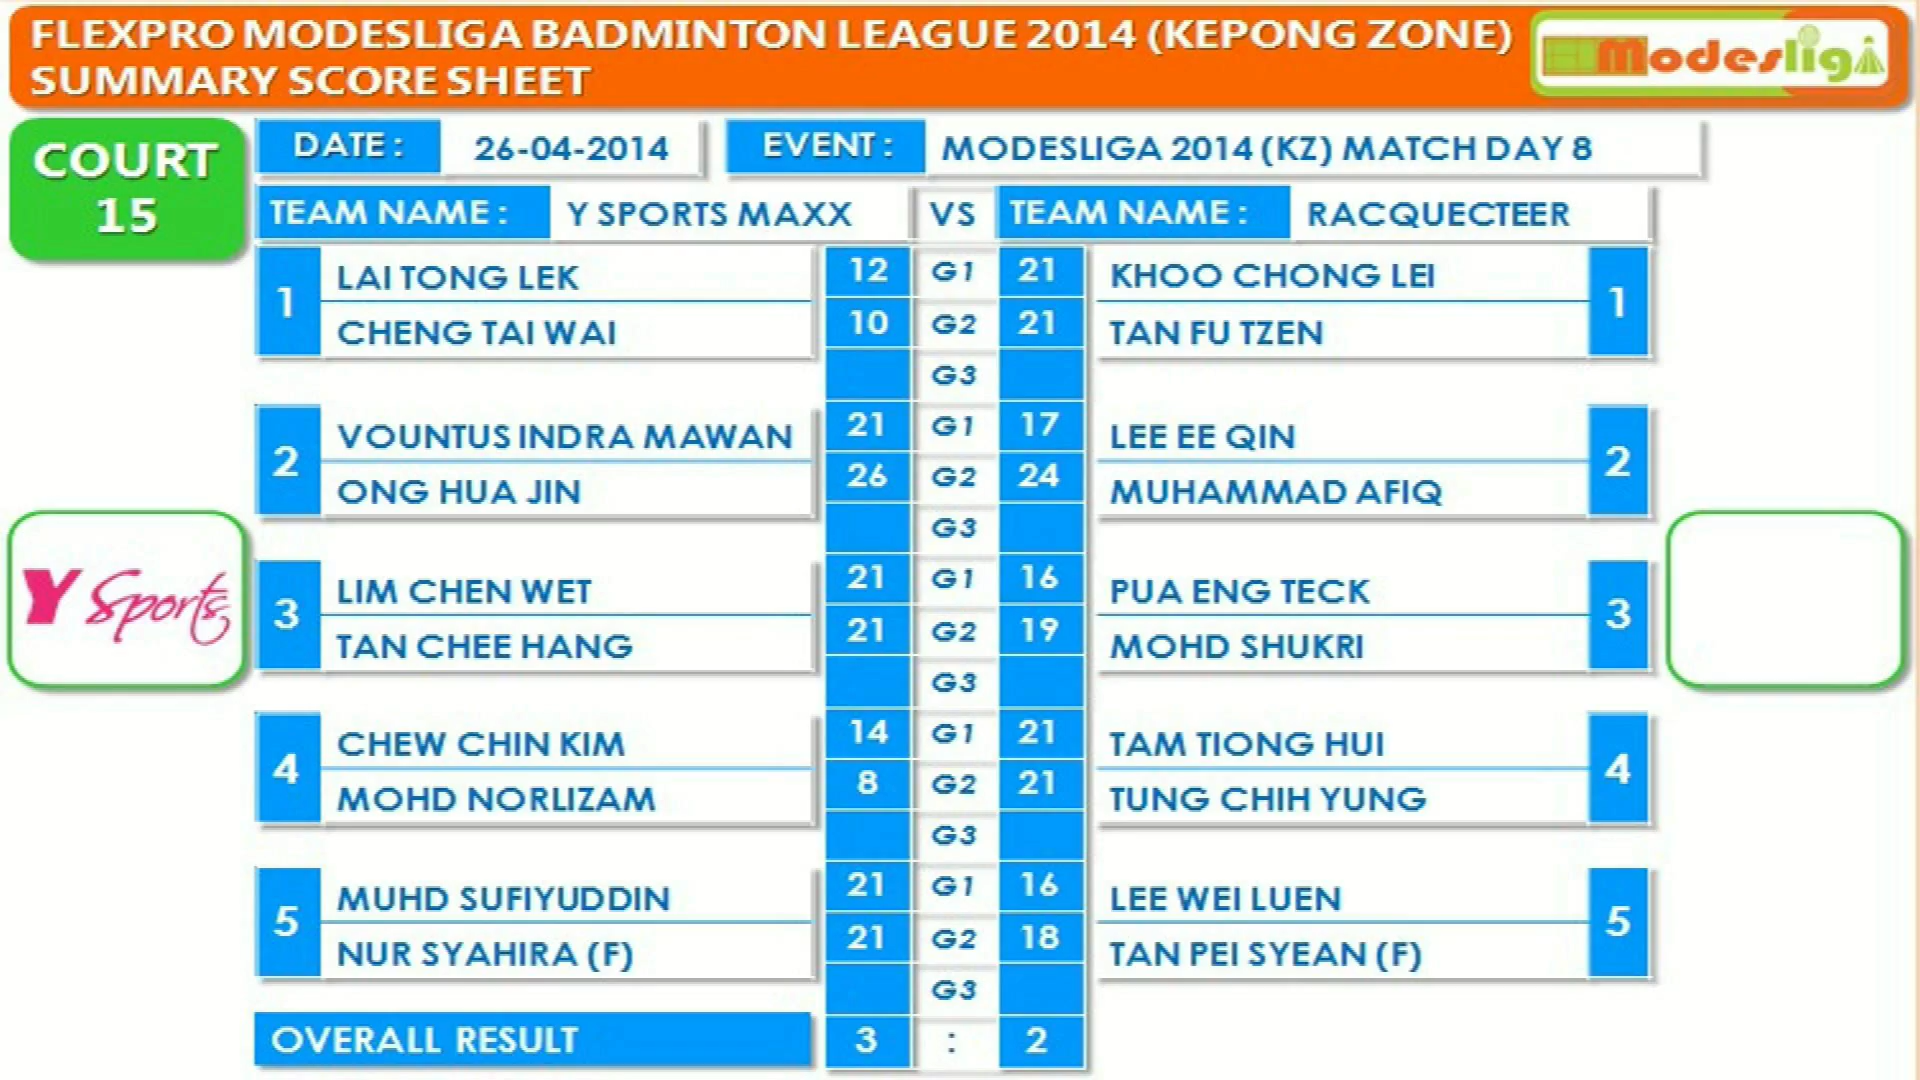 FLEXPRO MODESLIGA BADMINTON LEAGUE 2014 (KEPONG ZONE)
SUMMARY SCORE SHEET
Modesliga
COURT
15
DATE : 26-04-2014 EVENT : MODESLIGA 2014 (KZ) MATCH DAY 8
TEAM NAME : Y SPORTS MAXX VS TEAM NAME : RACQUECTEER
1 LAI TONG LEK 12 G1 21 KHOO CHONG LEI 1
CHENG TAI WAI 10 G2 21 TAN FU TZEN
G3
2 VOUNTUS INDRA MAWAN 21 G1 17 LEE EE QIN 2
ONG HUA JIN 26 G2 24 MUHAMMAD AFIQ
G3
Y Sports
3 LIM CHEN WET 21 G1 16 PUA ENG TECK 3
TAN CHEE HANG 21 G2 19 MOHD SHUKRI
G3
4 CHEW CHIN KIM 14 G1 21 TAM TIONG HUI 4
MOHD NORLIZAM 8 G2 21 TUNG CHIH YUNG
G3
5 MUHD SUFIYUDDIN 21 G1 16 LEE WEI LUEN 5
NUR SYAHIRA (F) 21 G2 18 TAN PEI SYEAN (F)
G3
OVERALL RESULT 3 : 2